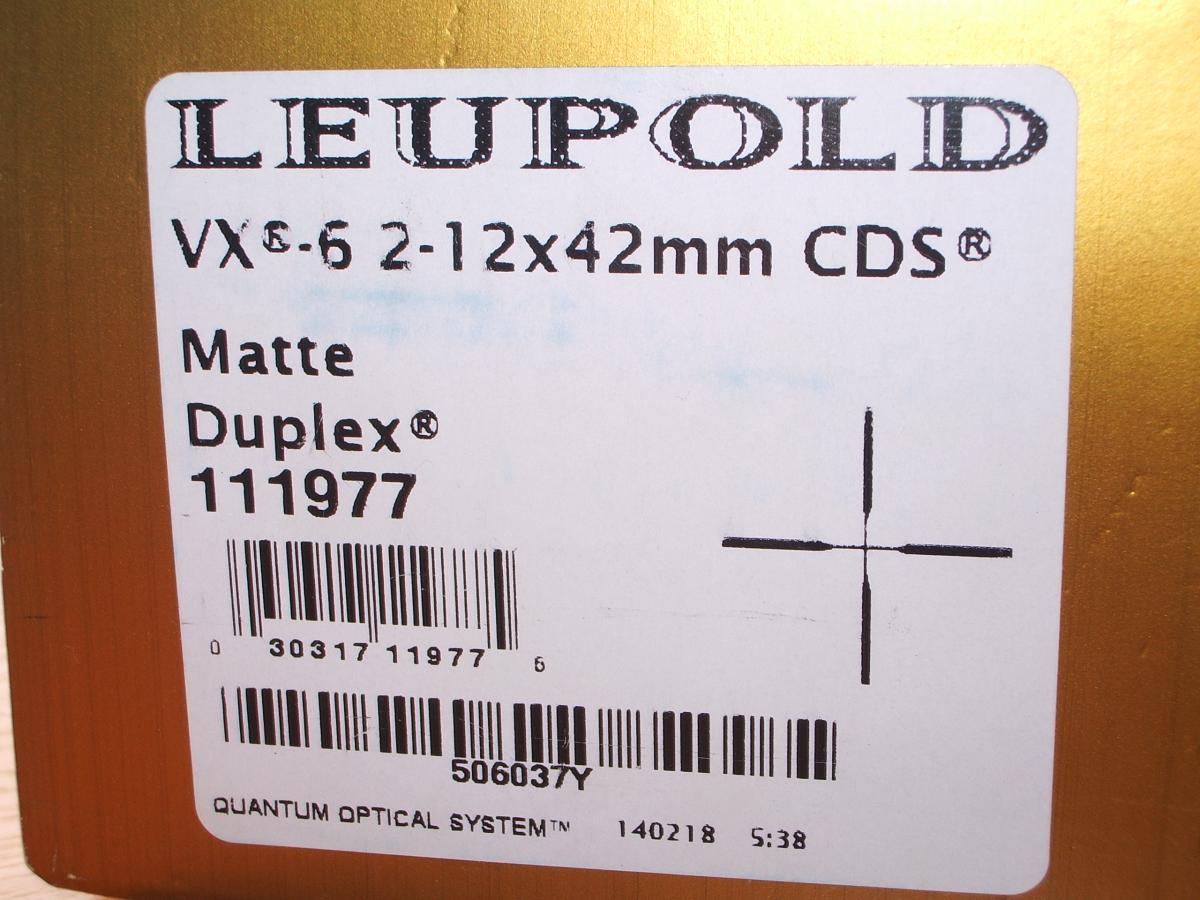 LEUPOLD
VX®-6 2-12x42mm CDS®
Matte
Duplex®
111977
0 30317 11977 6
506037Y
QUANTUM OPTICAL SYSTEM™ 140218 5:38